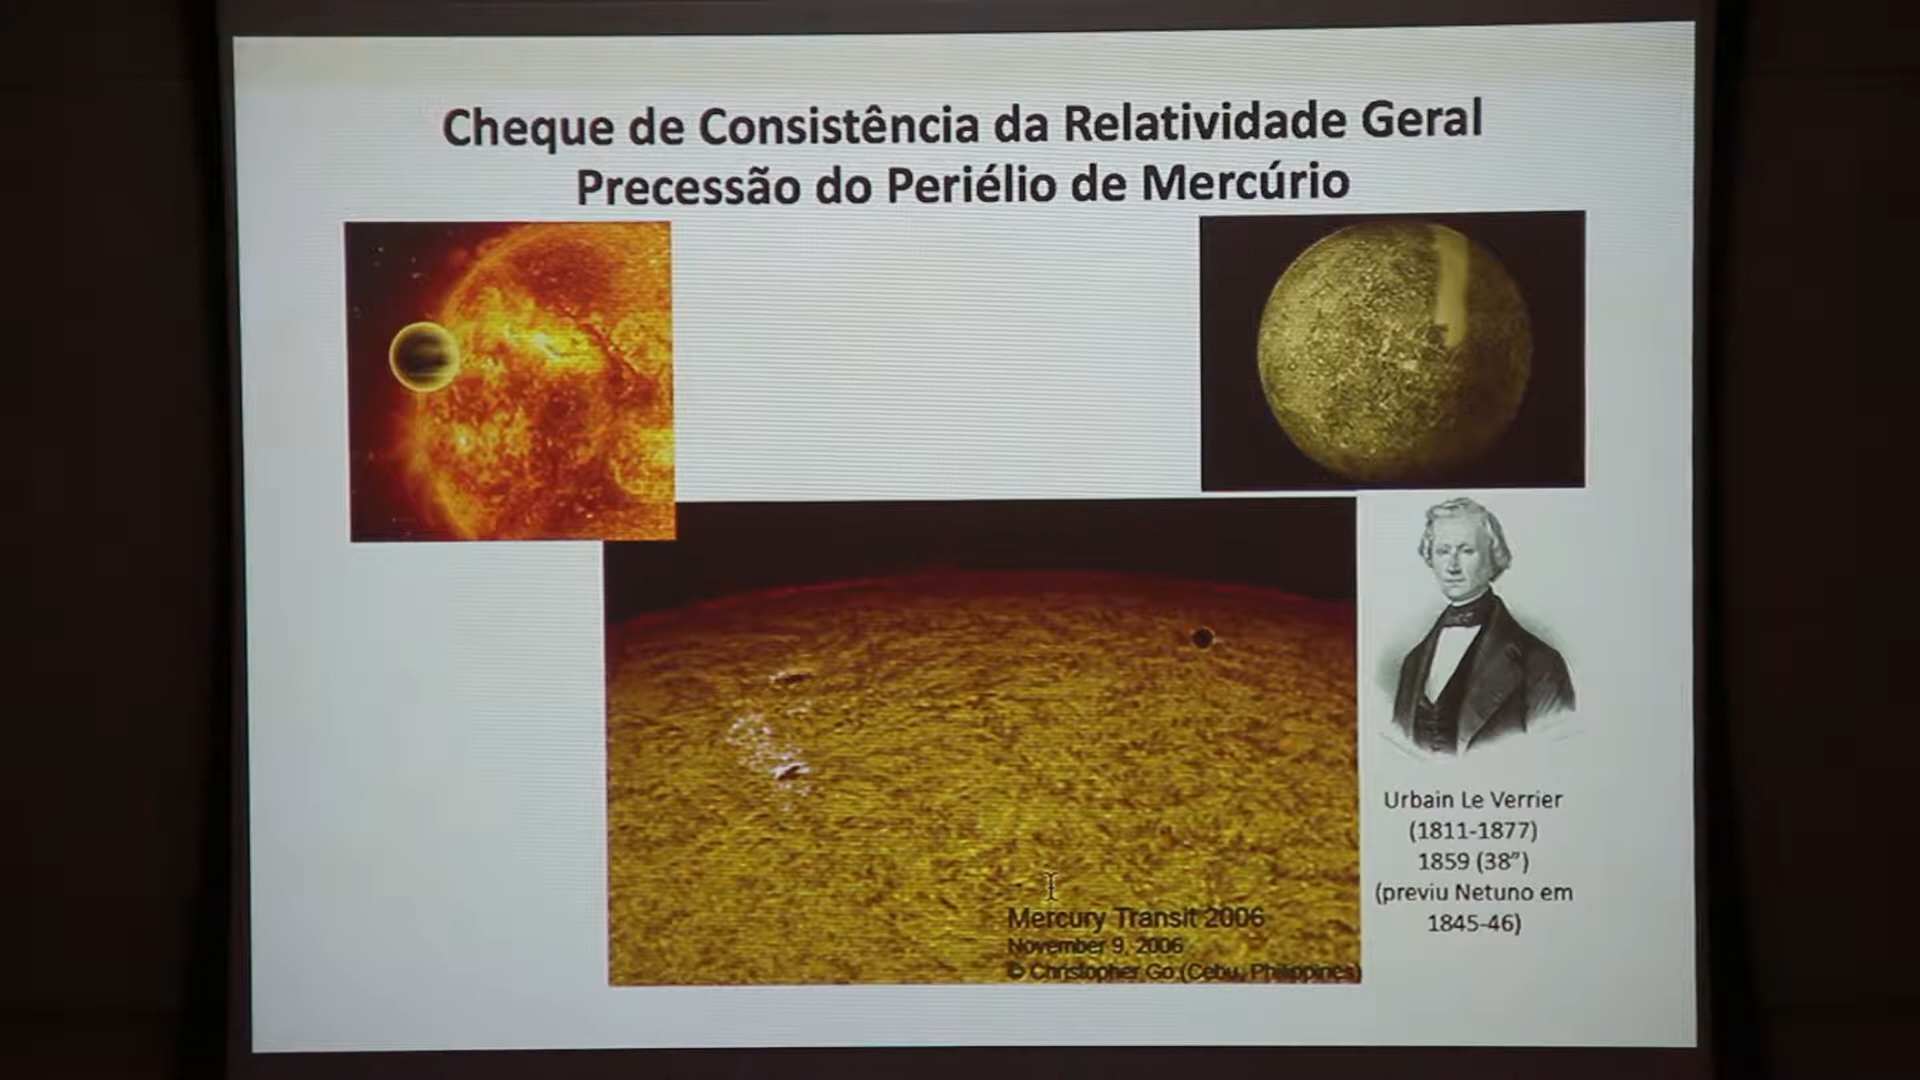 Cheque de Consistência da Relatividade Geral
Precessão do Periélio de Mercúrio
Urbain Le Verrier
(1811-1877)
1859 (38”)
(previu Netuno em
1845-46)
Mercury Transit 2006
November 9, 2006
© Christopher Go (Cebu, Philippines)